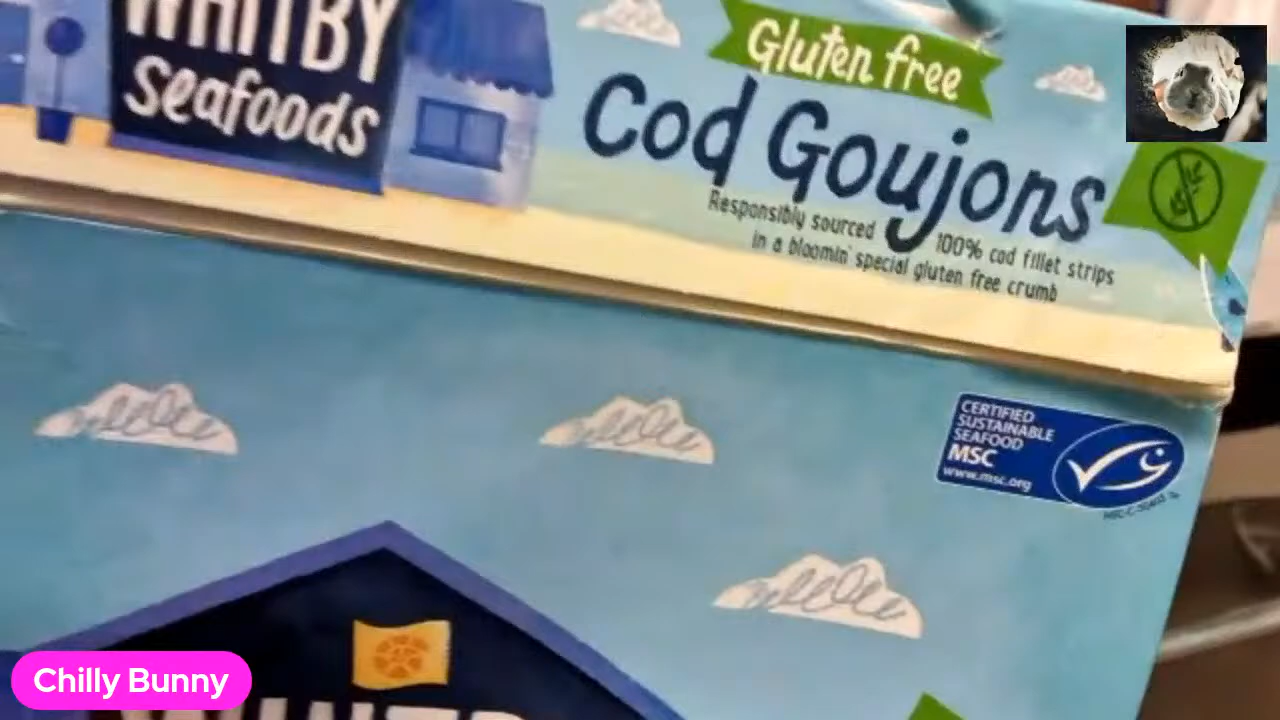 WHITBY
seafoods
Gluten free
Cod Goujons
Responsibly sourced 100% cod fillet strips
in a bloomin' special gluten free crumb
CERTIFIED
SUSTAINABLE
SEAFOOD
MSC
www.msc.org
Chilly Bunny